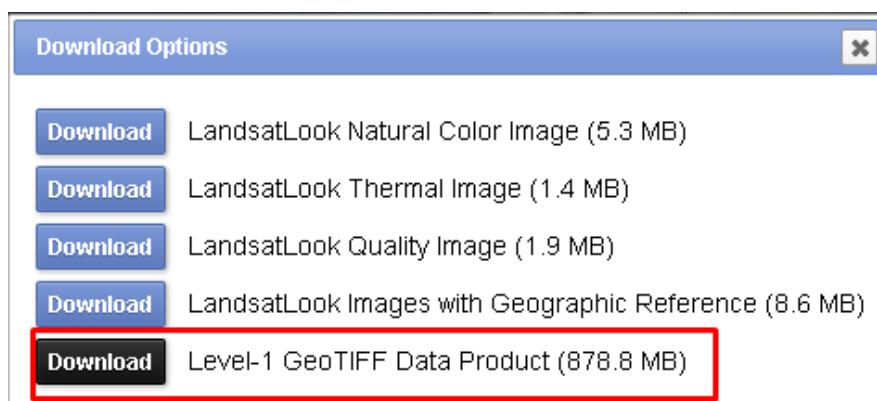 Download Options
Download LandsatLook Natural Color Image (5.3 MB)
Download LandsatLook Thermal Image (1.4 MB)
Download LandsatLook Quality Image (1.9 MB)
Download LandsatLook Images with Geographic Reference (8.6 MB)
Download Level-1 GeoTIFF Data Product (878.8 MB)